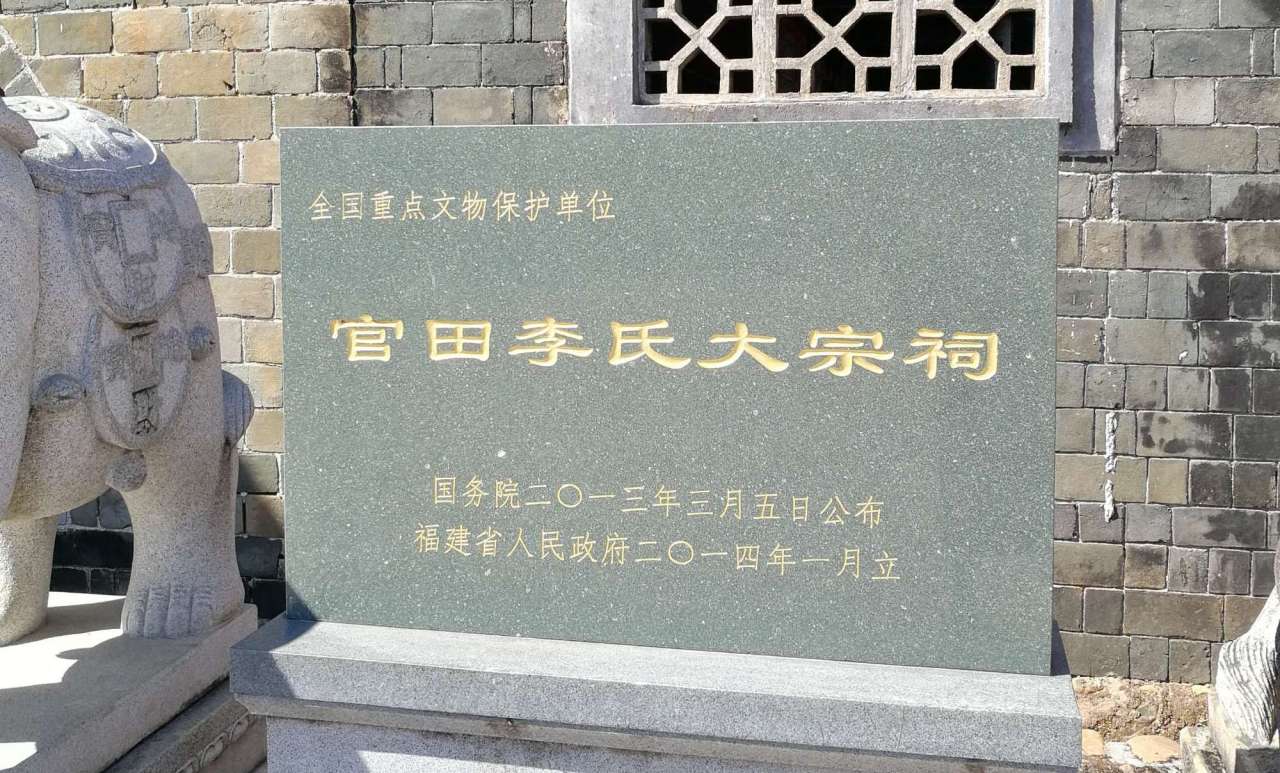 全国重点文物保护单位
官田李氏大宗祠
国务院二〇一三年三月五日公布
福建省人民政府二〇一四年一月立